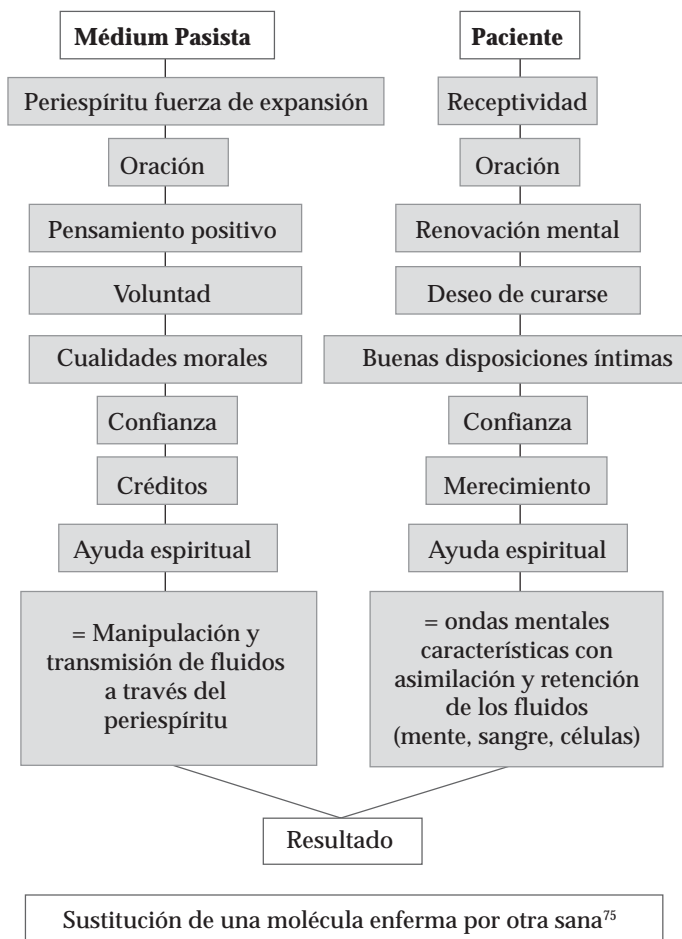 Médium Pasista
Periespíritu fuerza de expansión
Oración
Pensamiento positivo
Voluntad
Cualidades morales
Confianza
Créditos
Ayuda espiritual
= Manipulación y
transmisión de fluidos
a través del
periespíritu
Paciente
Receptividad
Oración
Renovación mental
Deseo de curarse
Buenas disposiciones íntimas
Confianza
Merecimiento
Ayuda espiritual
= ondas mentales
características con
asimilación y retención
de los fluidos
(mente, sangre, células)
Resultado
Sustitución de una molécula enferma por otra sana⁷⁵